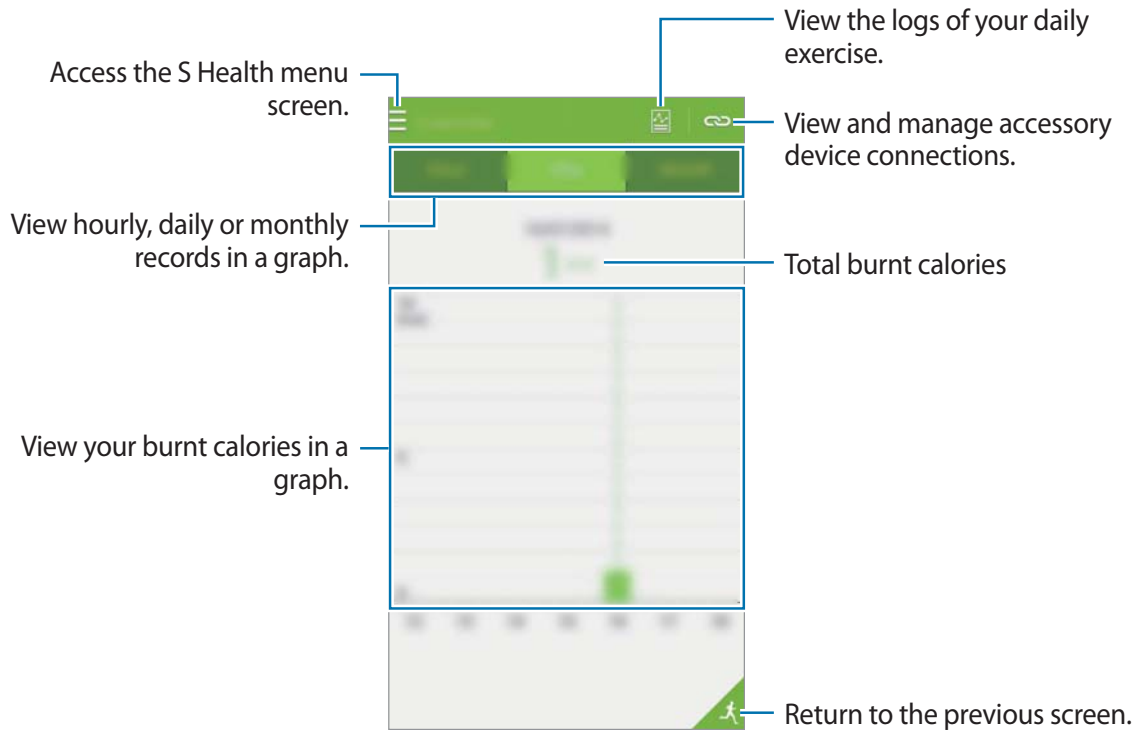 View the logs of your daily
exercise.
Access the S Health menu
screen.
View and manage accessory
device connections.
View hourly, daily or monthly
records in a graph.
Total burnt calories
View your burnt calories in a
graph.
Return to the previous screen.